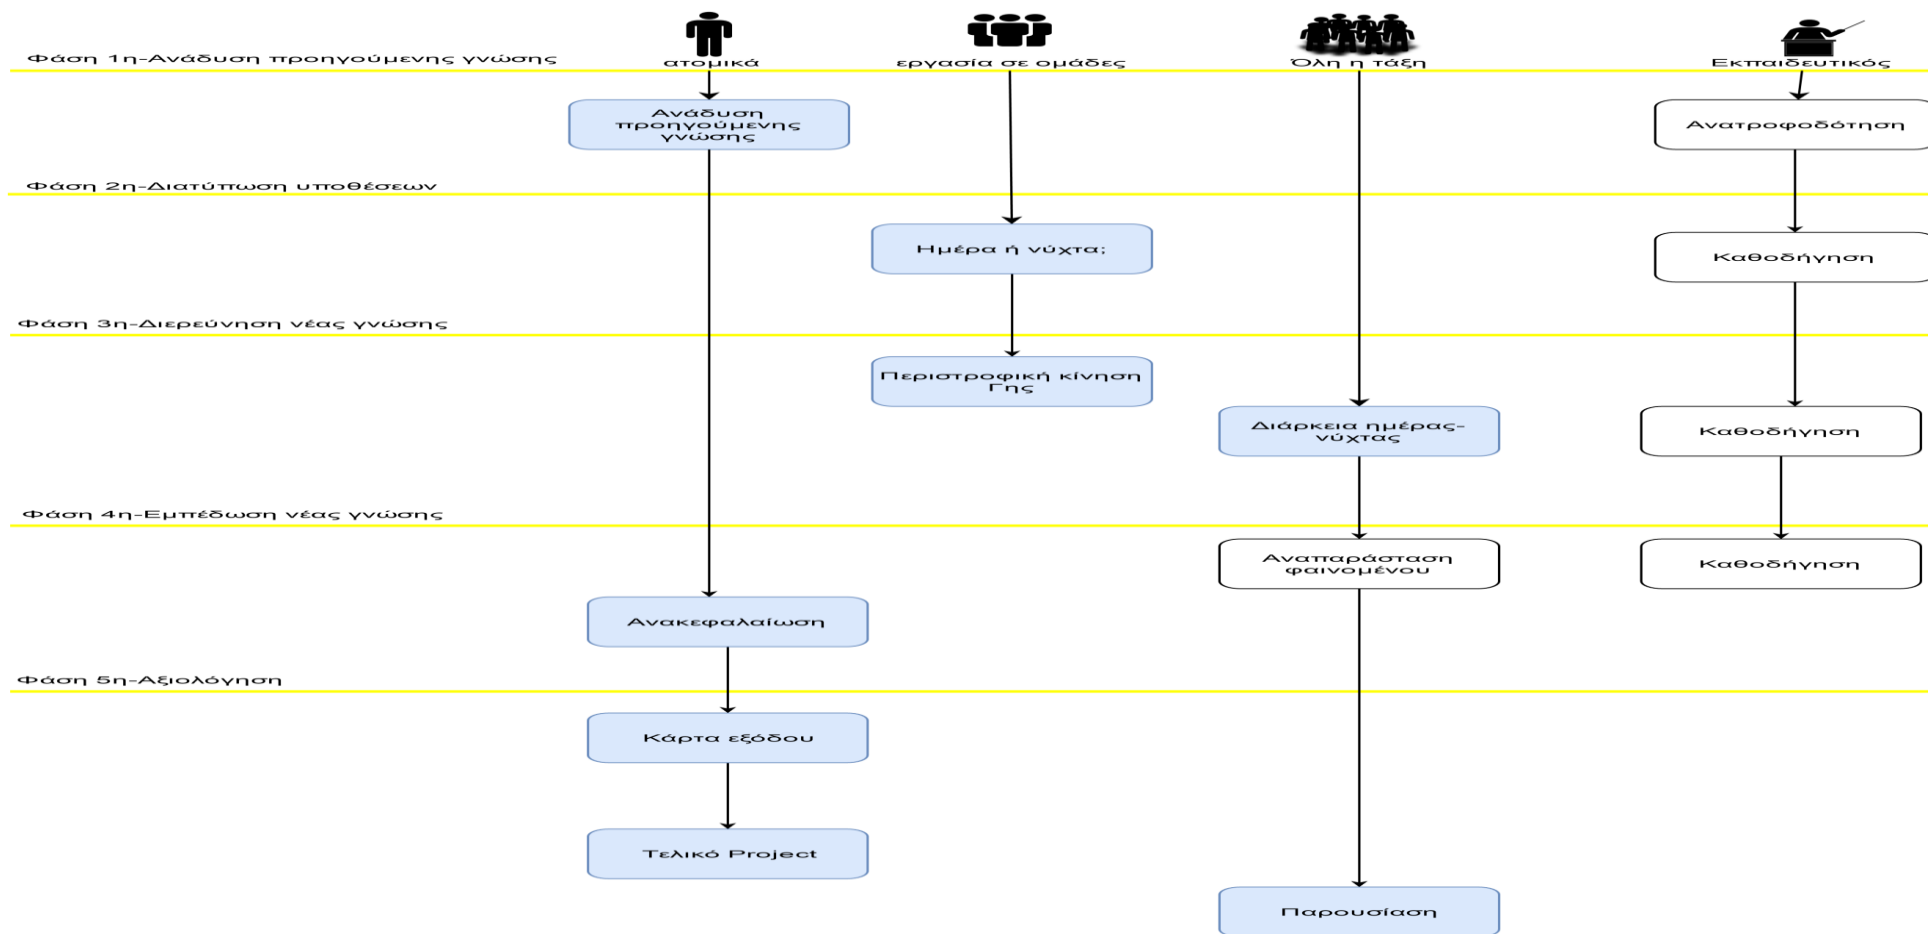 Φάση 1η-Ανάδυση προηγούμενης γνώσης
ατομικά
εργασία σε ομάδες
Όλη η τάξη
Εκπαιδευτικός
Ανάδυση
προηγούμενης
γνώσης
Ανατροφοδότηση
Φάση 2η-Διατύπωση υποθέσεων
Ημέρα ή νύχτα;
Καθοδήγηση
Φάση 3η-Διερεύνηση νέας γνώσης
Περιστροφική κίνηση
Γης
Διάρκεια ημέρας-
νύχτας
Καθοδήγηση
Φάση 4η-Εμπέδωση νέας γνώσης
Αναπαράσταση
φαινομένου
Καθοδήγηση
Ανακεφαλαίωση
Φάση 5η-Αξιολόγηση
Κάρτα εξόδου
Τελικό Project
Παρουσίαση